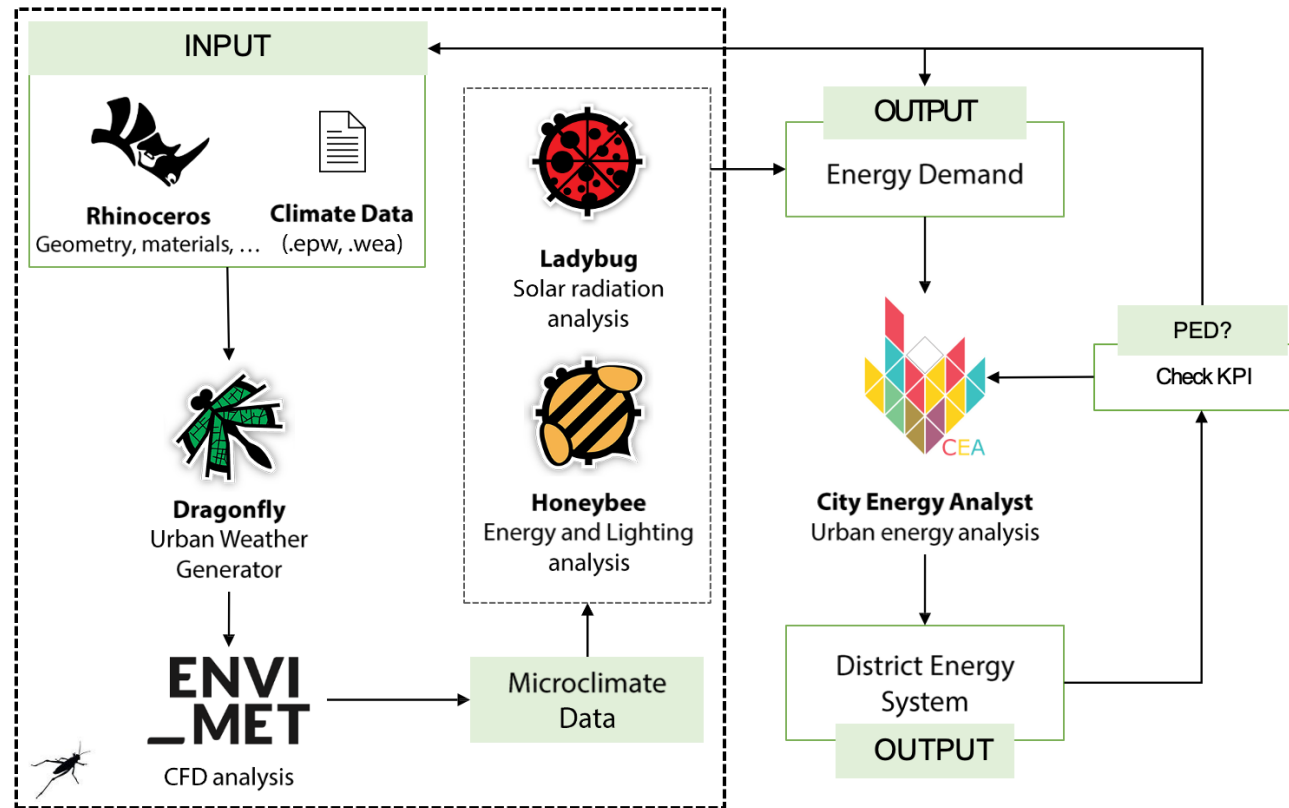 INPUT
Rhinoceros
Geometry, materials, …
Climate Data
(.epw, .wea)
Dragonfly
Urban Weather
Generator
ENVI
_MET
CFD analysis
Microclimate
Data
Ladybug
Solar radiation
analysis
Honeybee
Energy and Lighting
analysis
OUTPUT
Energy Demand
CEA
City Energy Analyst
Urban energy analysis
District Energy
System
OUTPUT
PED?
Check KPI